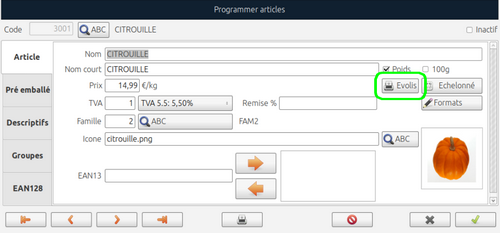 Programmer articles
Code 3001 ABC CITROUILLE Inactif
Article
Pré emballé
Descriptifs
Groupes
EAN128
Nom CITROUILLE
Nom court CITROUILLE Poids 100g
Prix 14,99 €/kg Evolis Echelonné
TVA 1 TVA 5.5: 5,50% Remise % Formats
Famille 2 ABC FAM2
Icone citrouille.png ABC
EAN13